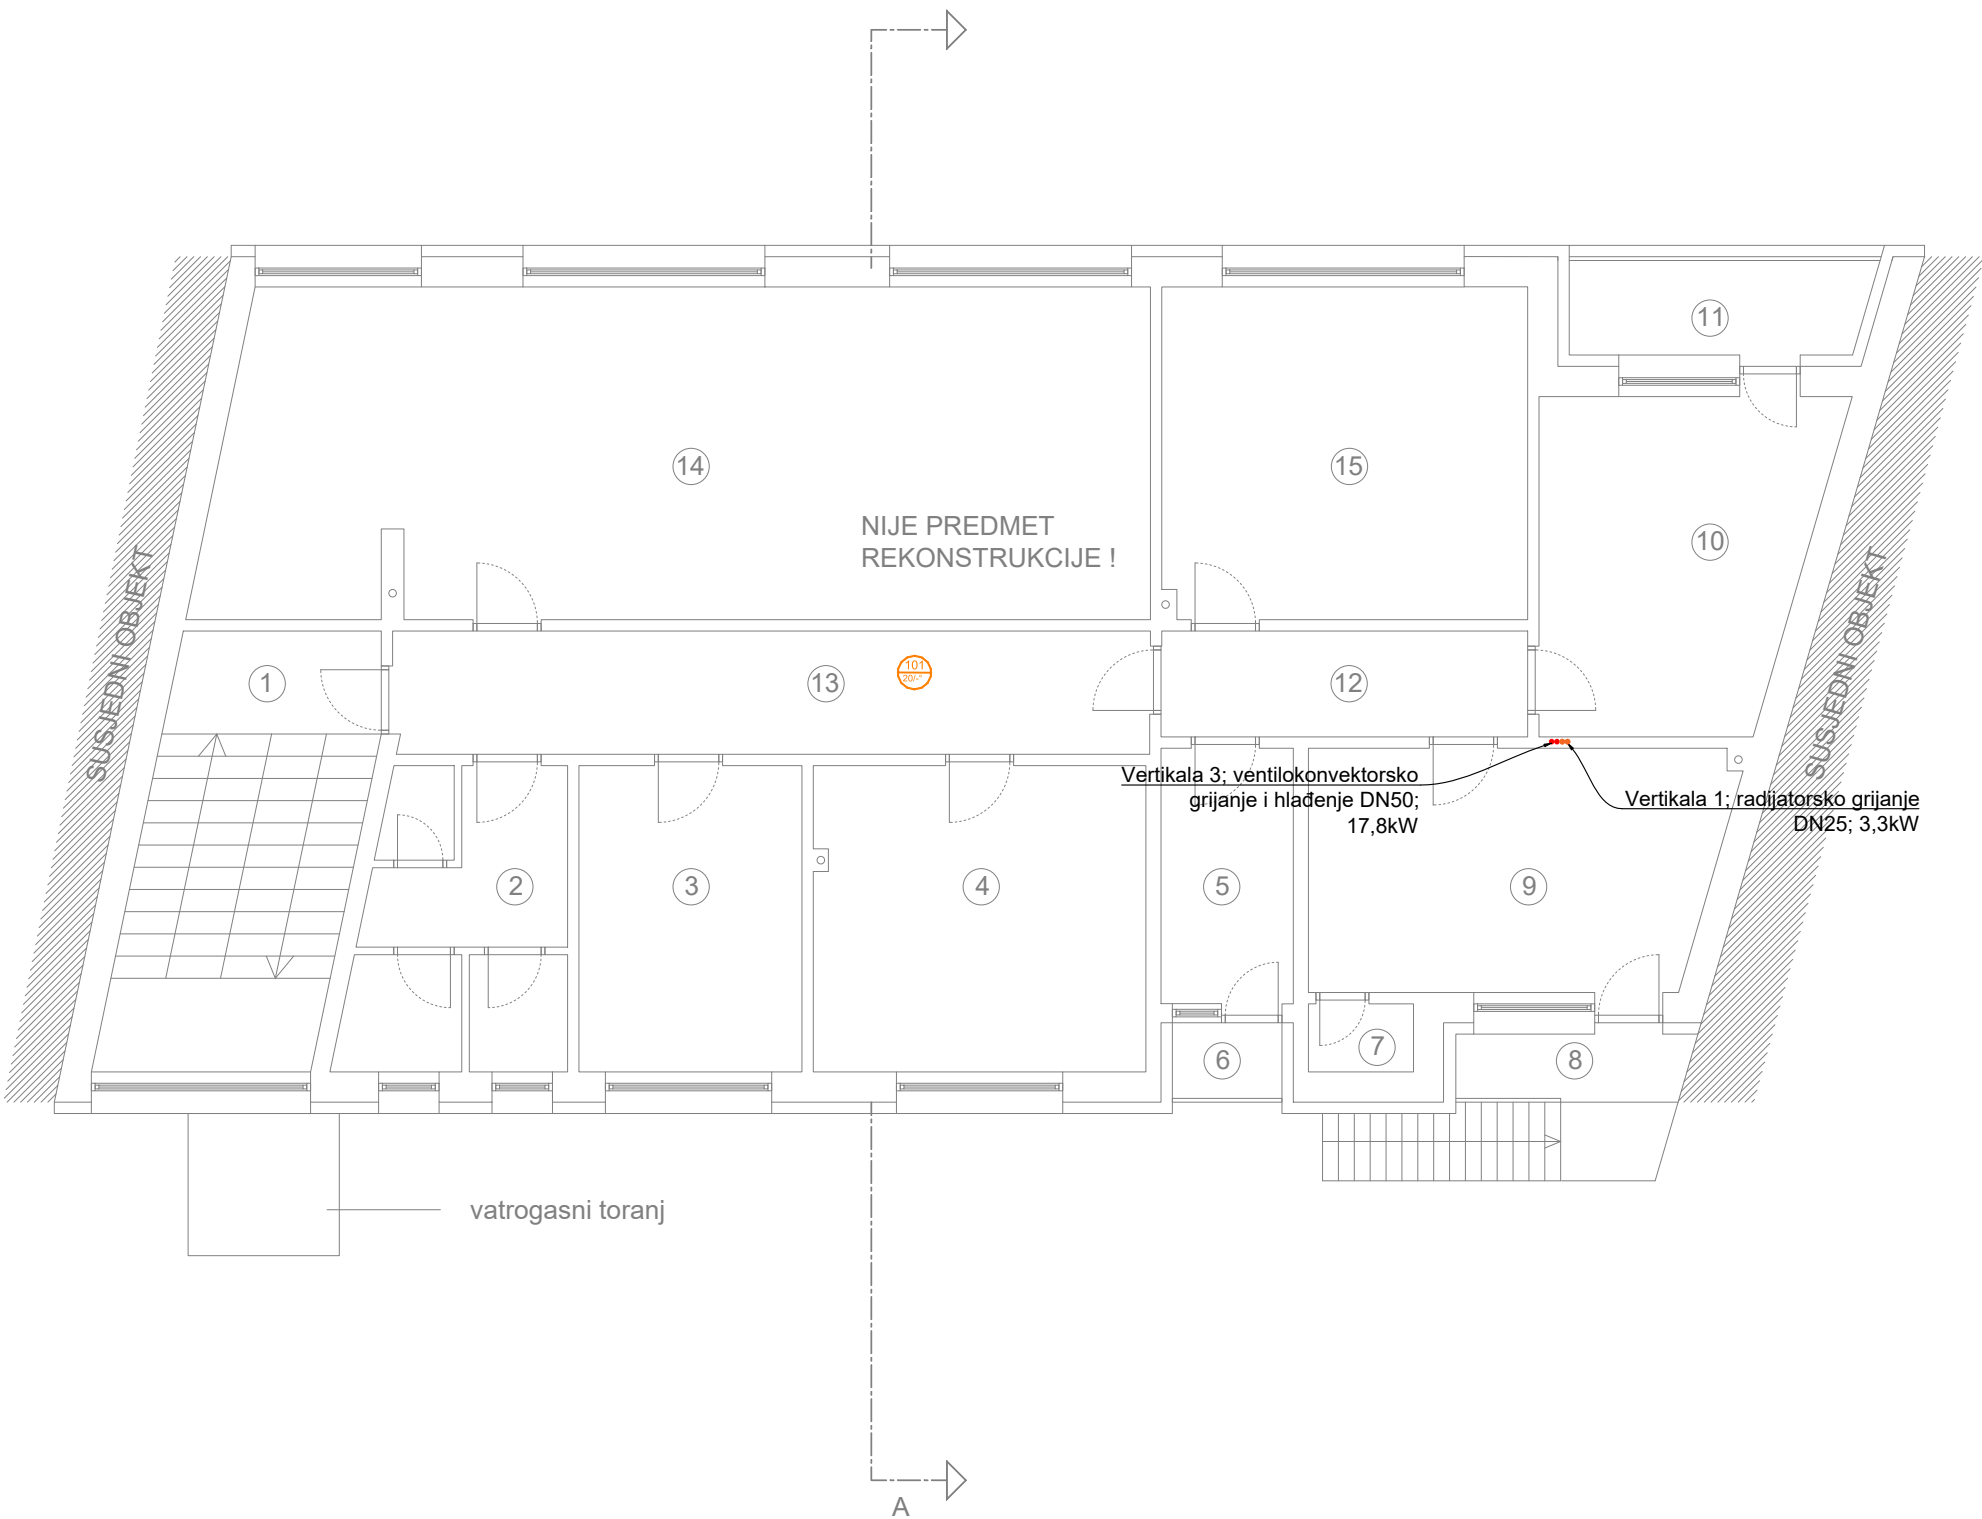 11
14
15
NIJE PREDMET
REKONSTRUKCIJE !
10
SUSJEDNI OBJEKT
SUSJEDNI OBJEKT
1
13
101
20/-°
12
Vertikala 3; ventilokonvektorsko
grijanje i hlađenje DN50;
17,8kW
Vertikala 1; radijatorsko grijanje
DN25; 3,3kW
2
3
4
5
9
6
7
8
vatrogasni toranj
A